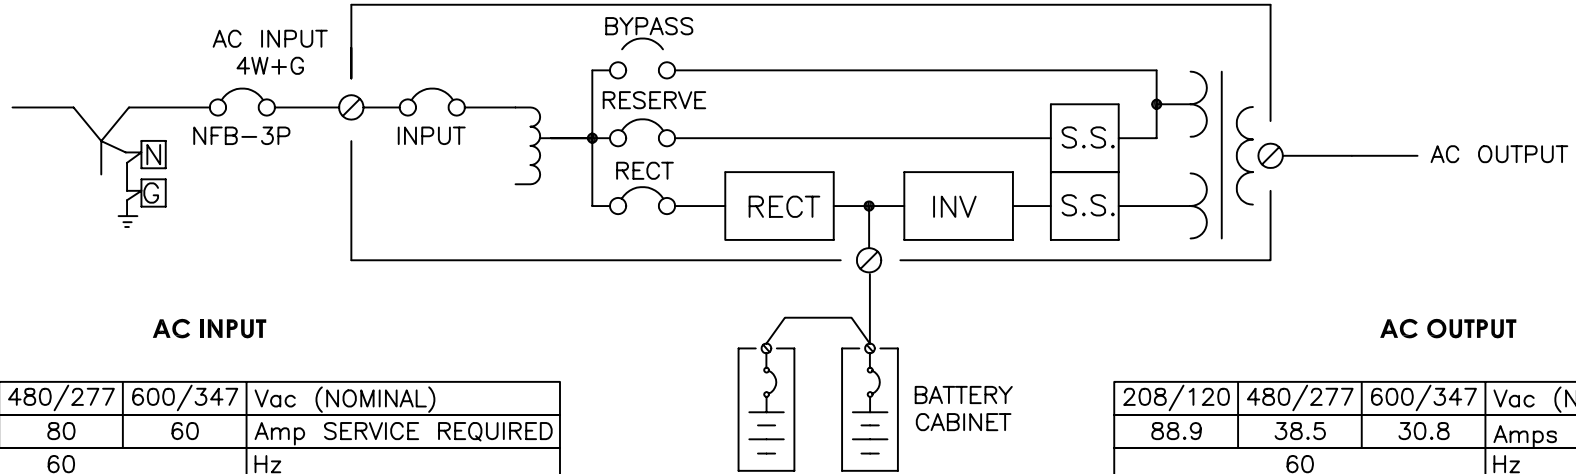 AC INPUT
4W+G
NFB-3P
INPUT
N
G
BYPASS
RESERVE
RECT
RECT
INV
S.S.
S.S.
AC OUTPUT
BATTERY
CABINET
AC INPUT
480/277 600/347 Vac (NOMINAL)
80 60 Amp SERVICE REQUIRED
60 Hz
AC OUTPUT
208/120 480/277 600/347 Vac (N
88.9 38.5 30.8 Amps
60 Hz